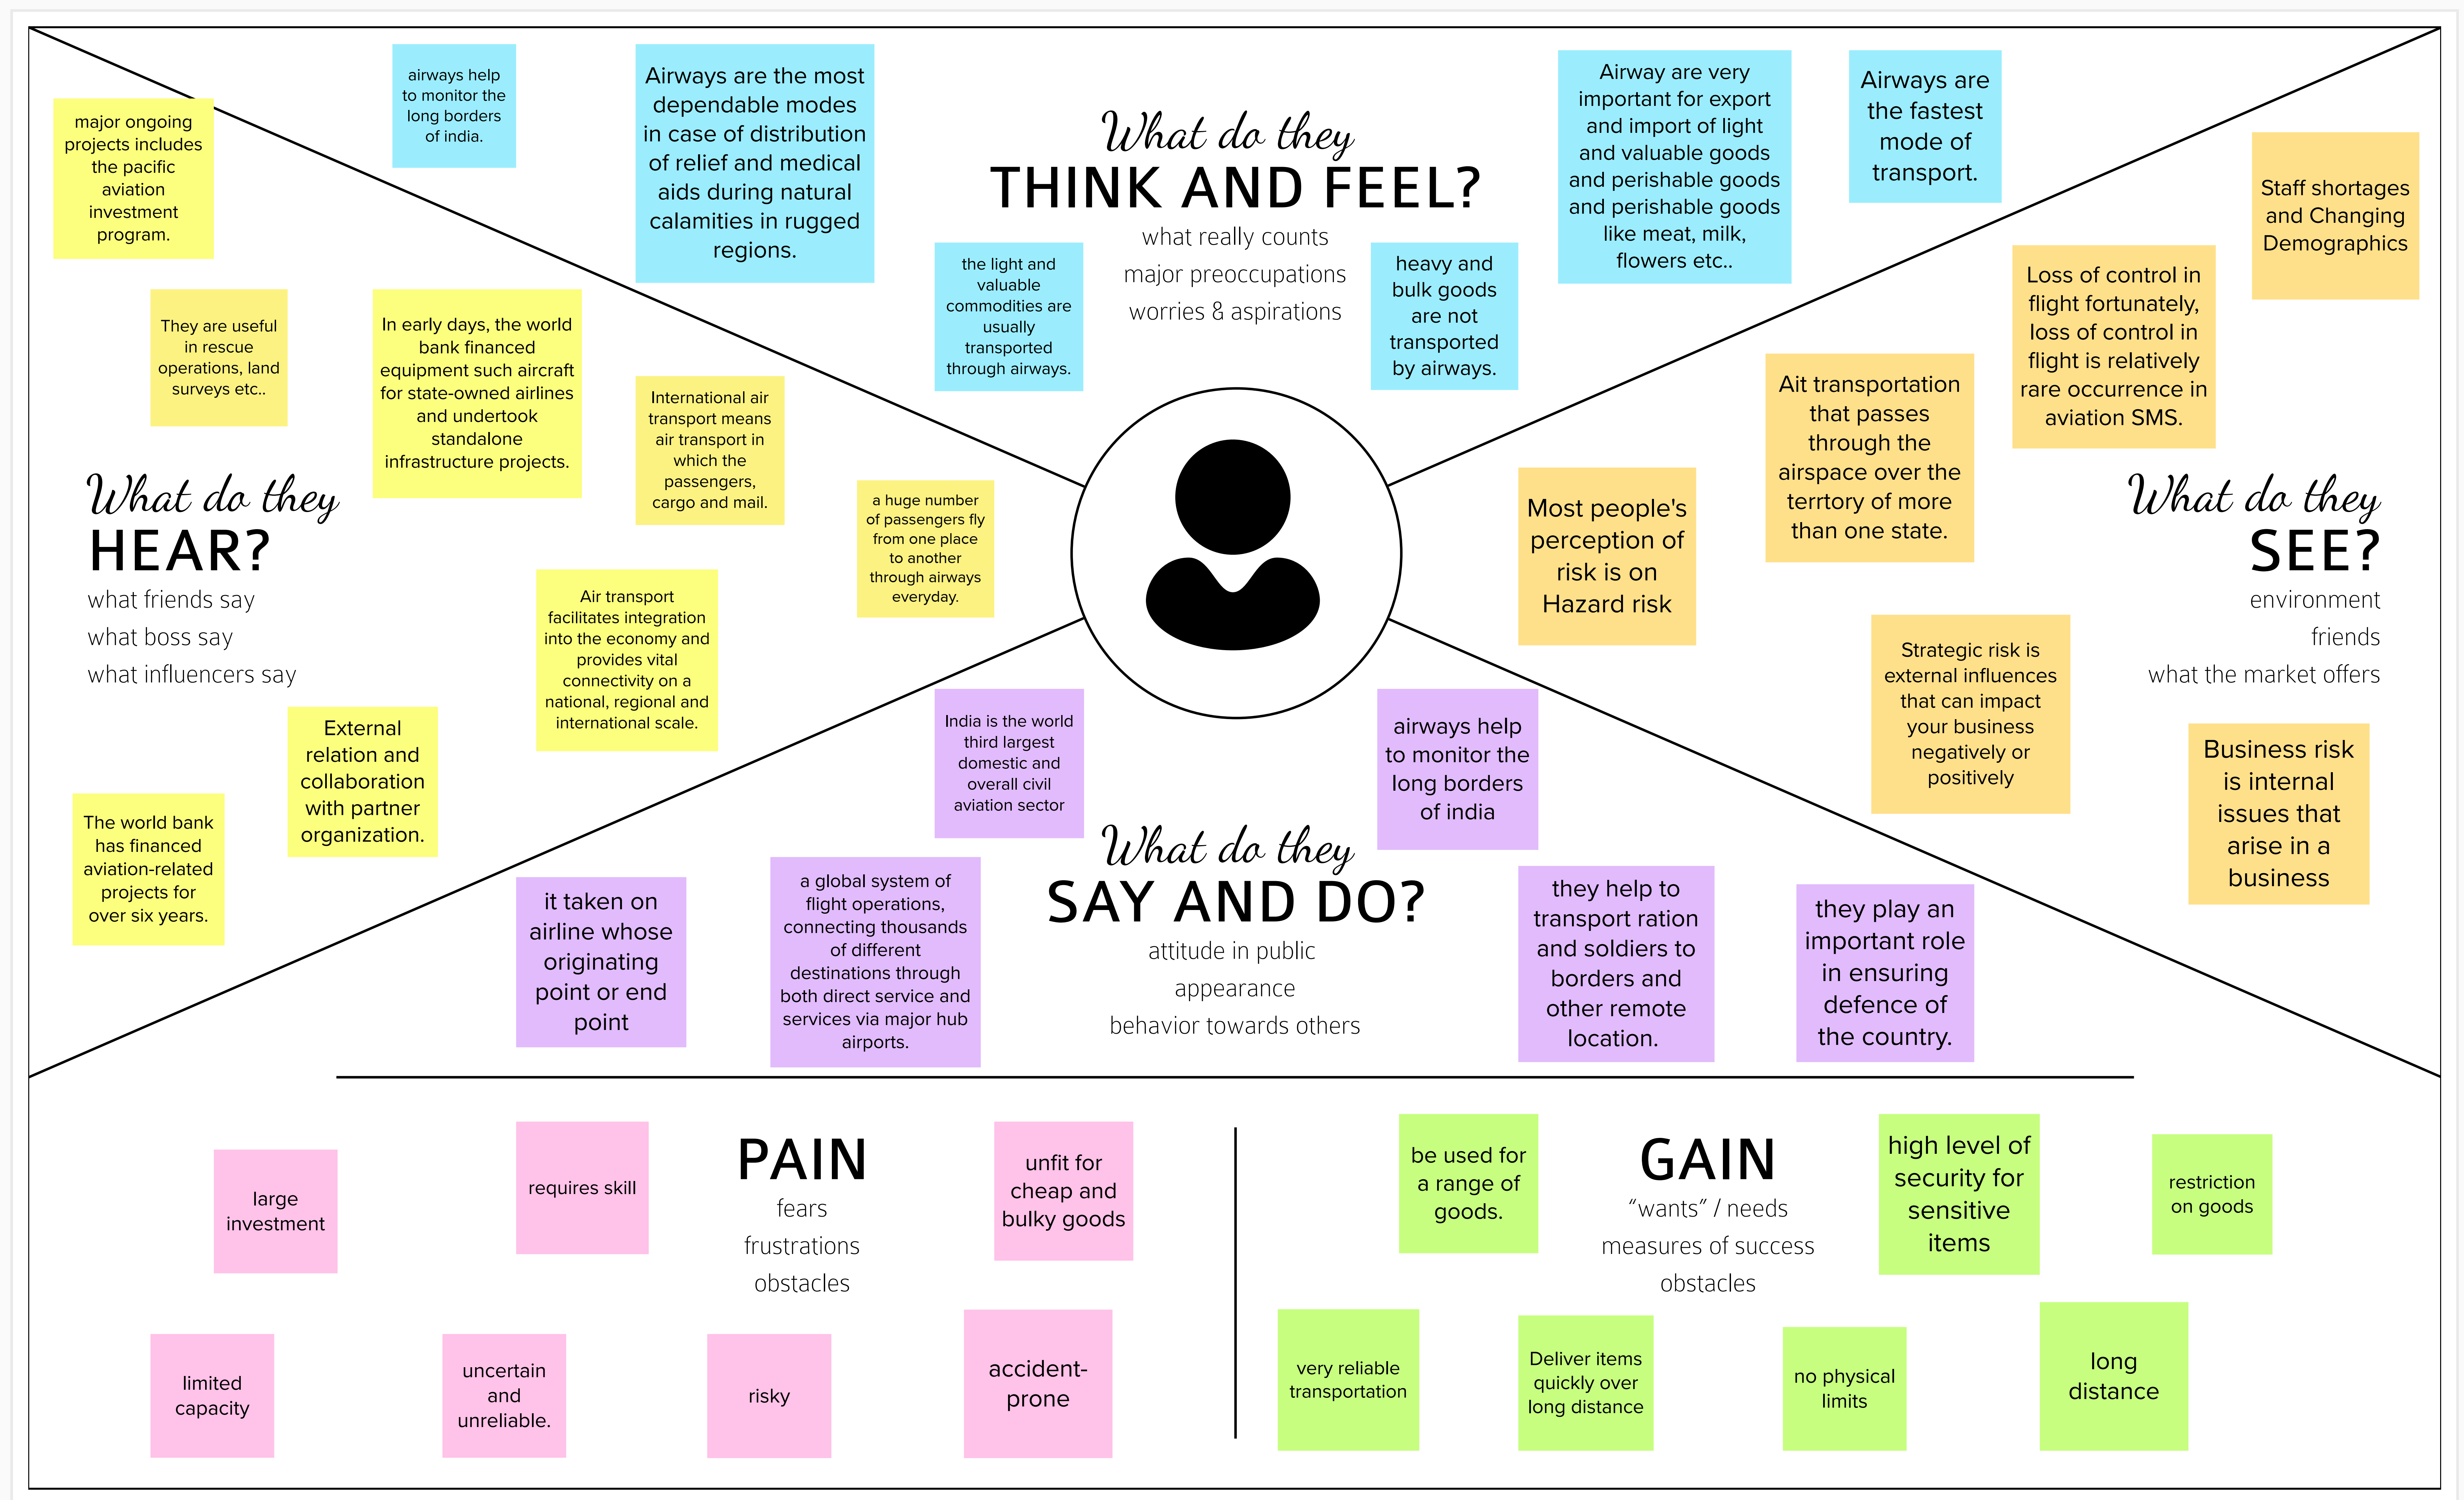 airways help
to monitor the
long borders
of india.
Airways are the most
dependable modes
in case of distribution
of relief and medical
aids during natural
calamities in rugged
regions.
What do they
THINK AND FEEL?
what really counts
major preoccupations
worries & aspirations
the light and
valuable
commodities are
usually
transported
through airways.
heavy and
bulk goods
are not
transported
by airways.
Airway are very
important for export
and import of light
and valuable goods
and perishable goods
and perishable goods
like meat, milk,
flowers etc..
Airways are
the fastest
mode of
transport.
major ongoing
projects includes
the pacific
aviation
investment
program.
They are useful
in rescue
operations, land
surveys etc..
In early days, the world
bank financed
equipment such aircraft
for state-owned airlines
and undertook
standalone
infrastructure projects.
International air
transport means
air transport in
which the
passengers,
cargo and mail.
a huge number
of passengers fly
from one place
to another
through airways
everyday.
What do they
HEAR?
what friends say
what boss say
what influencers say
Air transport
facilitates integration
into the economy and
provides vital
connectivity on a
national, regional and
international scale.
External
relation and
collaboration
with partner
organization.
The world bank
has financed
aviation-related
projects for
over six years.
Staff shortages
and Changing
Demographics
Loss of control in
flight fortunately,
loss of control in
flight is relatively
rare occurrence in
aviation SMS.
Ait transportation
that passes
through the
airspace over the
terrtory of more
than one state.
Most people's
perception of
risk is on
Hazard risk
What do they
SEE?
environment
friends
what the market offers
Strategic risk is
external influences
that can impact
your business
negatively or
positively
Business risk
is internal
issues that
arise in a
business
India is the world
third largest
domestic and
overall civil
aviation sector
airways help
to monitor the
long borders
of india
What do they
SAY AND DO?
attitude in public
appearance
behavior towards others
it taken on
airline whose
originating
point or end
point
a global system of
flight operations,
connecting thousands
of different
destinations through
both direct service and
services via major hub
airports.
they help to
transport ration
and soldiers to
borders and
other remote
location.
they play an
important role
in ensuring
defence of
the country.
PAIN
fears
frustrations
obstacles
large
investment
requires skill
unfit for
cheap and
bulky goods
limited
capacity
uncertain
and
unreliable.
risky
accident-
prone
GAIN
“wants” / needs
measures of success
obstacles
be used for
a range of
goods.
high level of
security for
sensitive
items
restriction
on goods
very reliable
transportation
Deliver items
quickly over
long distance
no physical
limits
long
distance